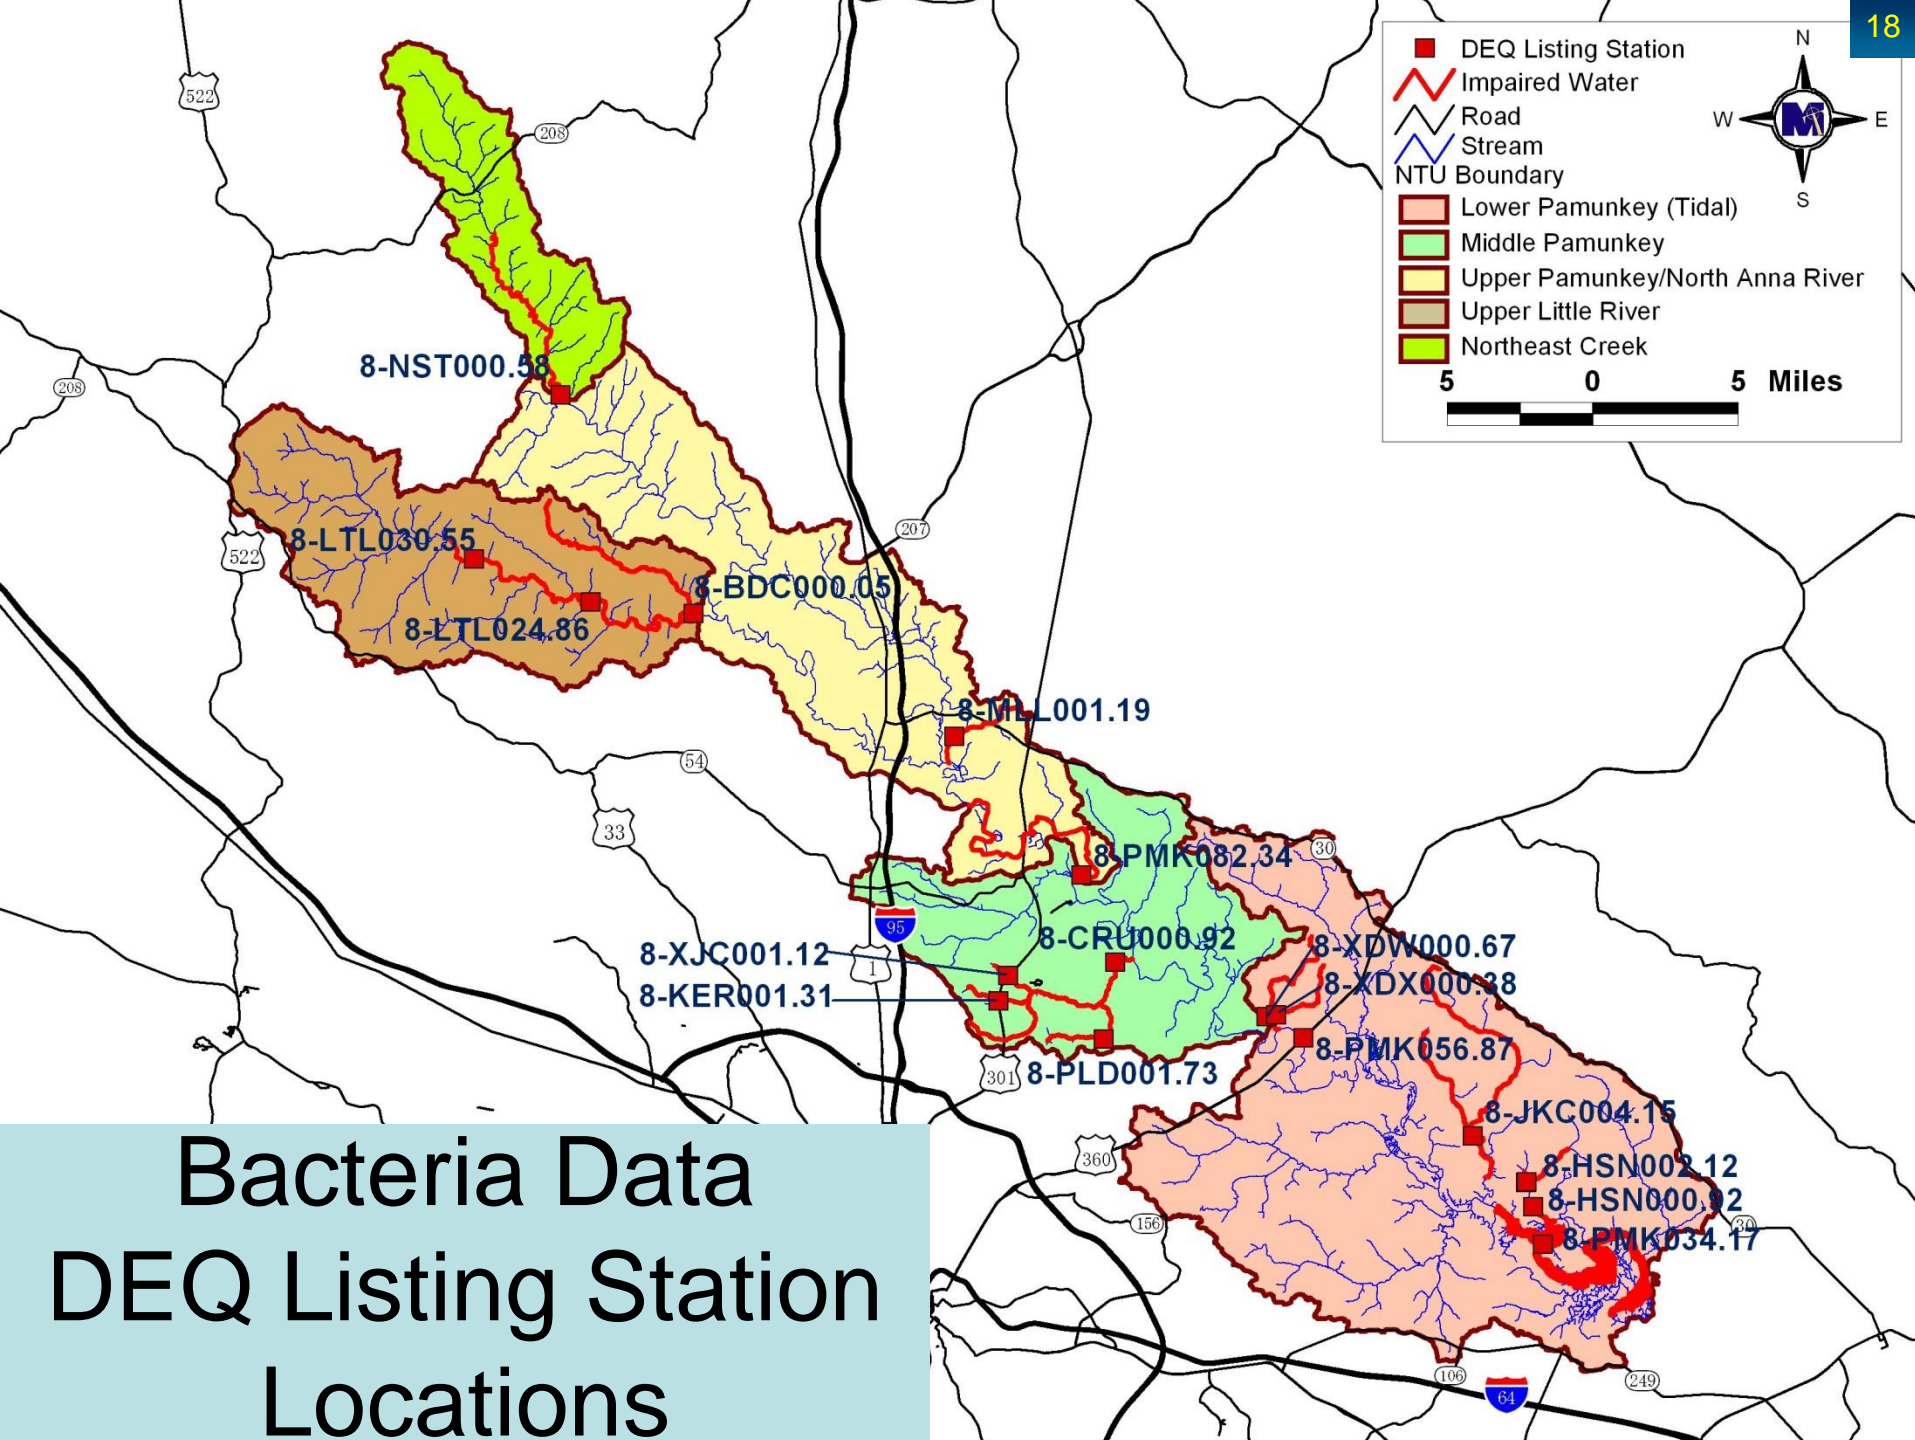 18
DEQ Listing Station
Impaired Water
Road
Stream
NTU Boundary
Lower Pamunkey (Tidal)
Middle Pamunkey
Upper Pamunkey/North Anna River
Upper Little River
Northeast Creek
5 0 5 Miles
N
W
E
S
522
208
8-NST000.58
208
207
522
8-LTL030.55
8-BDC000.05
8-LTL024.86
8-MLL001.19
54
33
30
8-PMK082.34
95
8-CRU000.92
8-XJC001.12
1
8-KER001.31
8-XDW000.67
8-XDX000.38
8-PMK056.87
301
8-PLD001.73
8-JKC004.15
360
8-HSN002.12
8-HSN000.92
156
30
8-PMK034.17
106
249
64
Bacteria Data
DEQ Listing Station
Locations